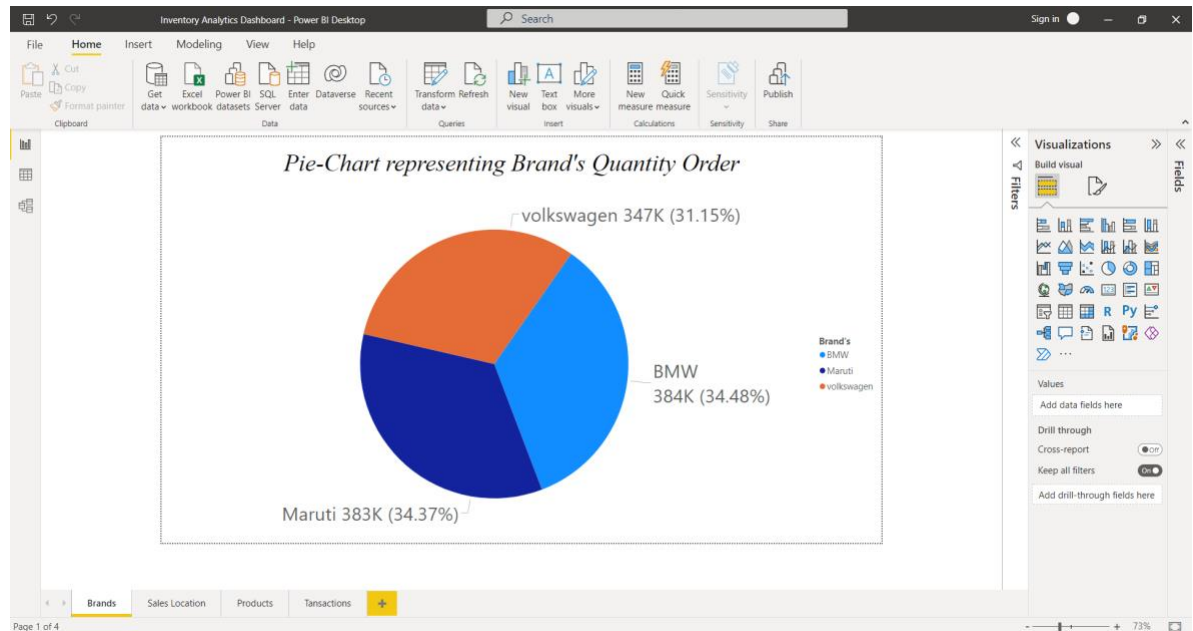 Inventory Analytics Dashboard - Power BI Desktop
Search
Sign in
File Home Insert Modeling View Help
Paste
Cut
Copy
Format painter
Clipboard
Get data
Excel workbook
Power BI datasets
SQL Server
Enter data
Dataverse
Recent sources
Data
Transform data
Refresh
Queries
New visual
Text box
More visuals
Insert
New measure
Quick measure
Calculations
Sensitivity
Sensitivity
Publish
Share
Pie-Chart representing Brand's Quantity Order
volkswagen 347K (31.15%)
BMW
384K (34.48%)
Maruti 383K (34.37%)
Brand's
BMW
Maruti
volkswagen
Filters
Visualizations
Build visual
123
R Py
Values
Add data fields here
Drill through
Cross-report
Off
Keep all filters
On
Add drill-through fields here
Fields
Brands Sales Location Products Tansactions
Page 1 of 4
- + 73%